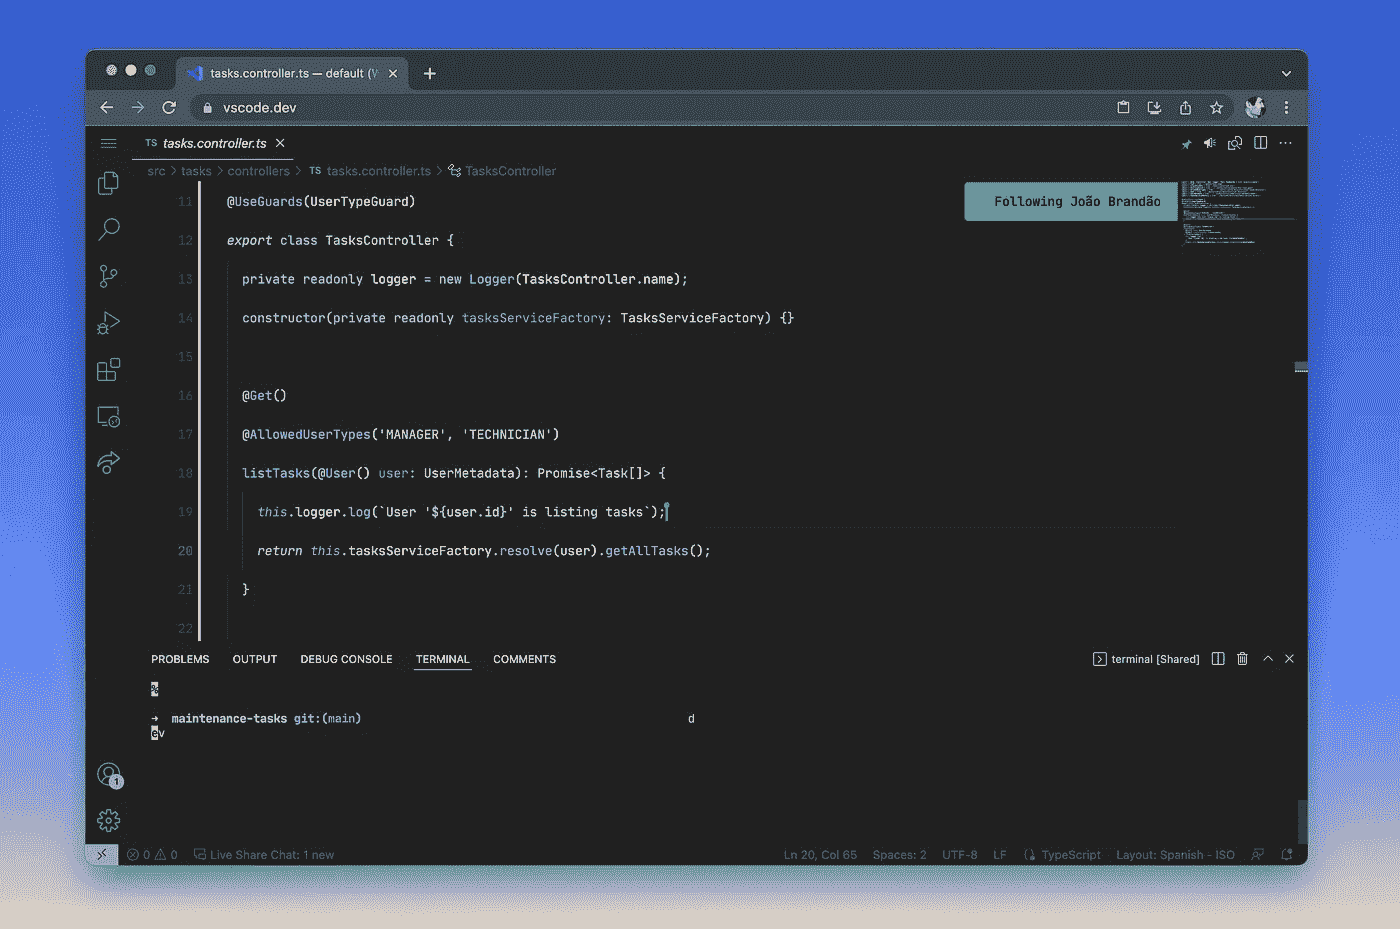 tasks.controller.ts — default (V
vscode.dev
TS tasks.controller.ts
src > tasks > controllers > TS tasks.controller.ts > TasksController
Following João Brandão
11 @UseGuards(UserTypeGuard)
12 export class TasksController {
13 private readonly logger = new Logger(TasksController.name);
14 constructor(private readonly tasksServiceFactory: TasksServiceFactory) {}
15
16 @Get()
17 @AllowedUserTypes('MANAGER', 'TECHNICIAN')
18 listTasks(@User() user: UserMetadata): Promise<Task[]> {
19 this.logger.log(`User '${user.id}' is listing tasks`);
20 return this.tasksServiceFactory.resolve(user).getAllTasks();
21 }
22
PROBLEMS OUTPUT DEBUG CONSOLE TERMINAL COMMENTS terminal [Shared]
%
→ maintenance-tasks git:(main) d
ev
1
0 0 Live Share Chat: 1 new Ln 20, Col 65 Spaces: 2 UTF-8 LF TypeScript Layout: Spanish - ISO